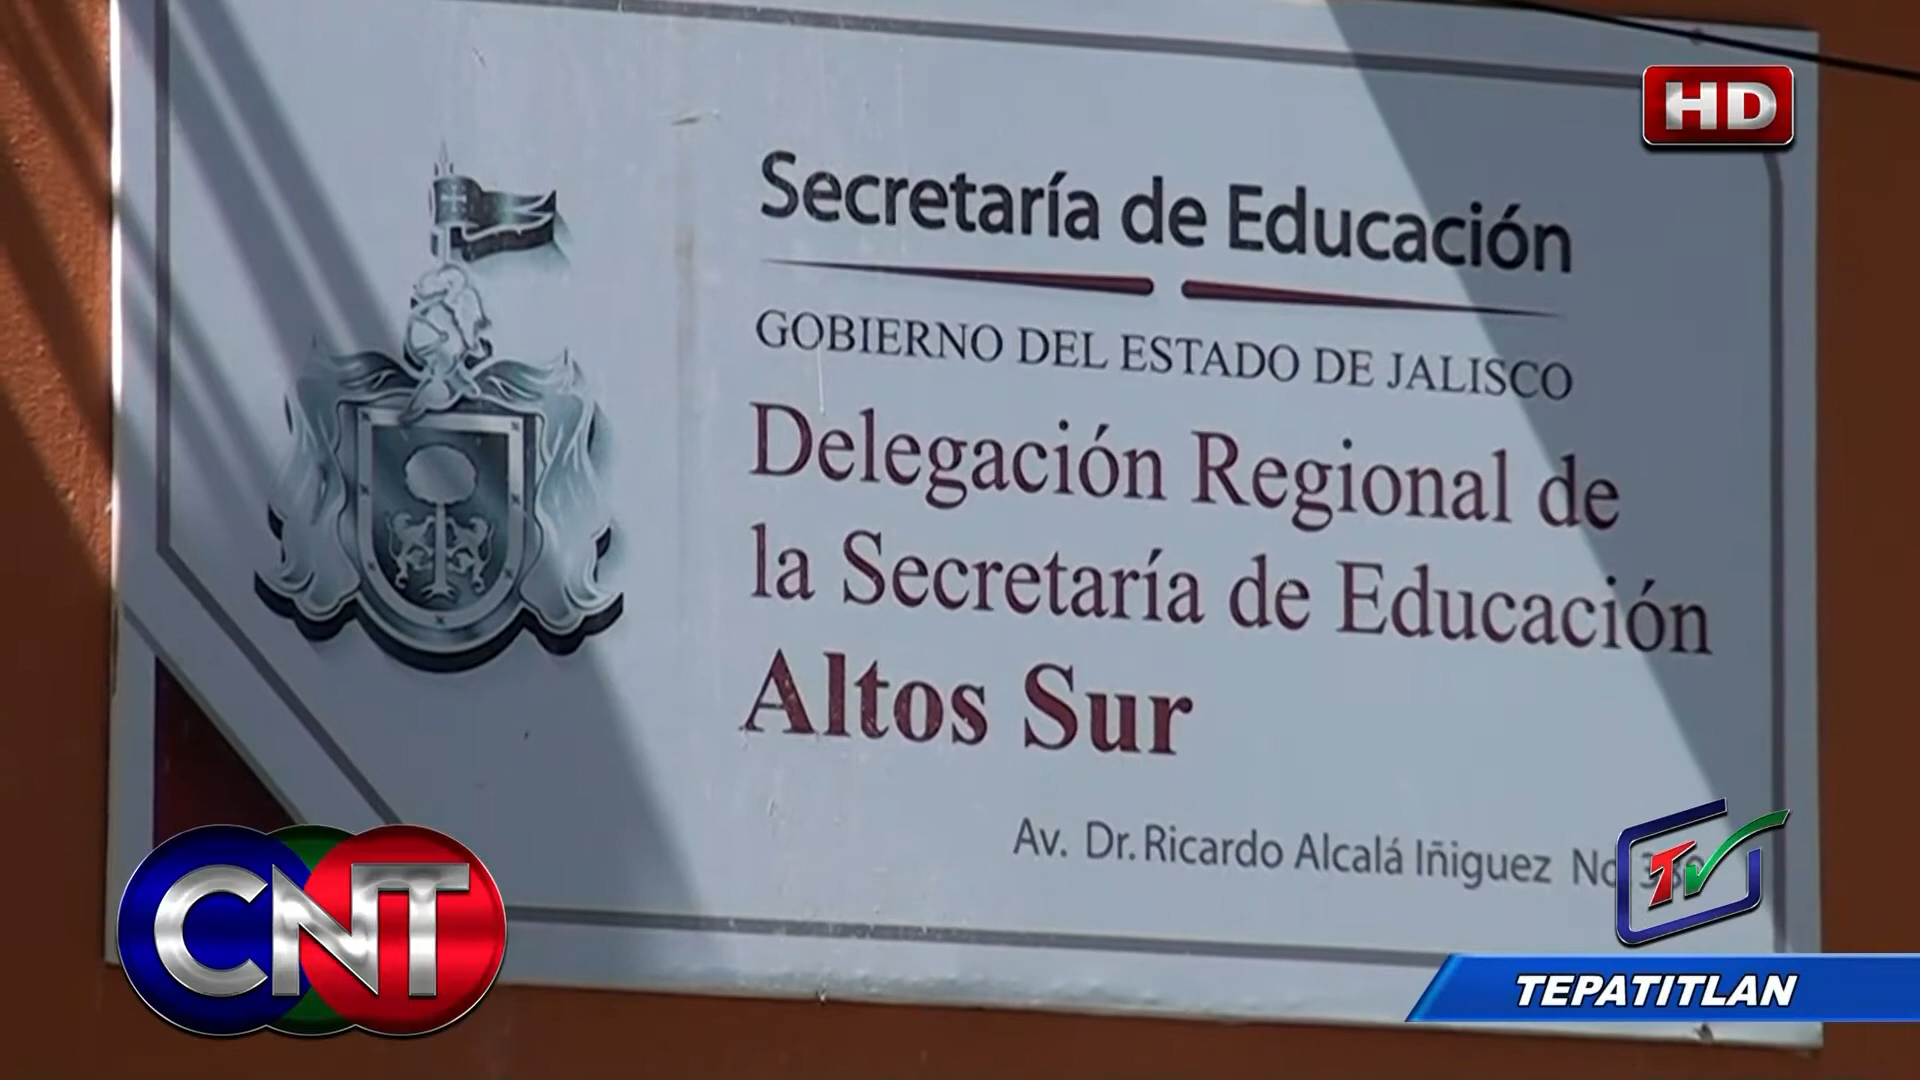 HD
Secretaría de Educación
GOBIERNO DEL ESTADO DE JALISCO
Delegación Regional de
la Secretaría de Educación
Altos Sur
Av. Dr. Ricardo Alcalá Iñiguez
TV
CNT
TEPATITLAN